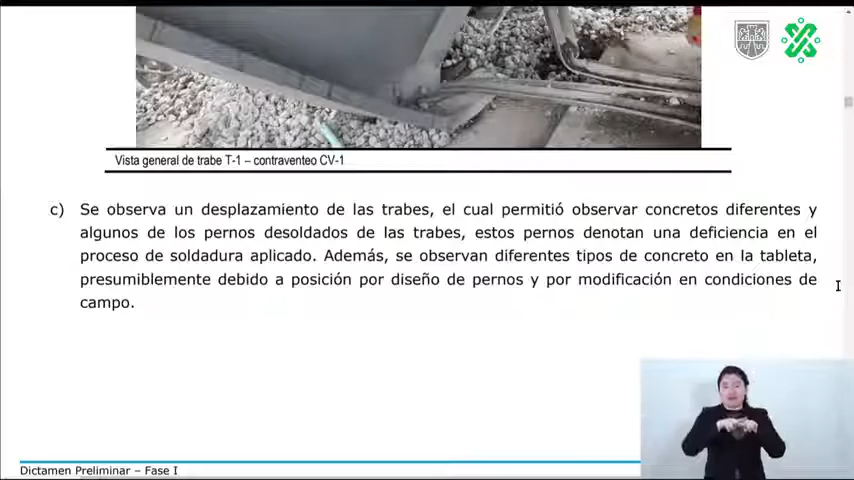 Vista general de trabe T-1 – contraventeo CV-1
c) Se observa un desplazamiento de las trabes, el cual permitió observar concretos diferentes y
algunos de los pernos desoldados de las trabes, estos pernos denotan una deficiencia en el
proceso de soldadura aplicado. Además, se observan diferentes tipos de concreto en la tableta,
presumiblemente debido a posición por diseño de pernos y por modificación en condiciones de
campo.
Dictamen Preliminar – Fase I